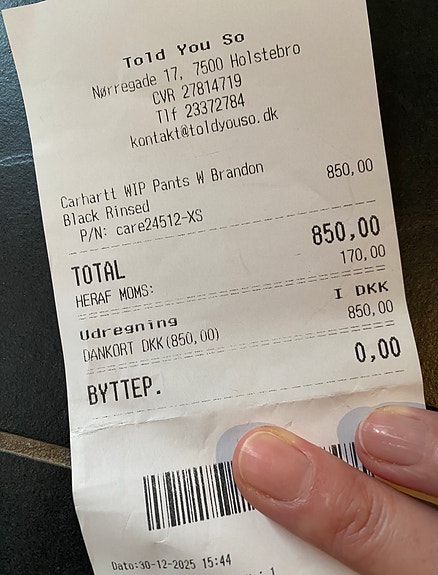 Told You So
Nørregade 17, 7500 Holstebro
CVR 27814719
Tlf 23372784
kontakt@toldyouso.dk
Carhartt WIP Pants W Brandon 850,00
Black Rinsed
P/N: care24512-XS
TOTAL 850,00
HERAF MOMS: 170,00
Udregning I DKK
DANKORT DKK(850,00) 850,00
BYTTEP. 0,00
Dato:30-12-2025 15:44